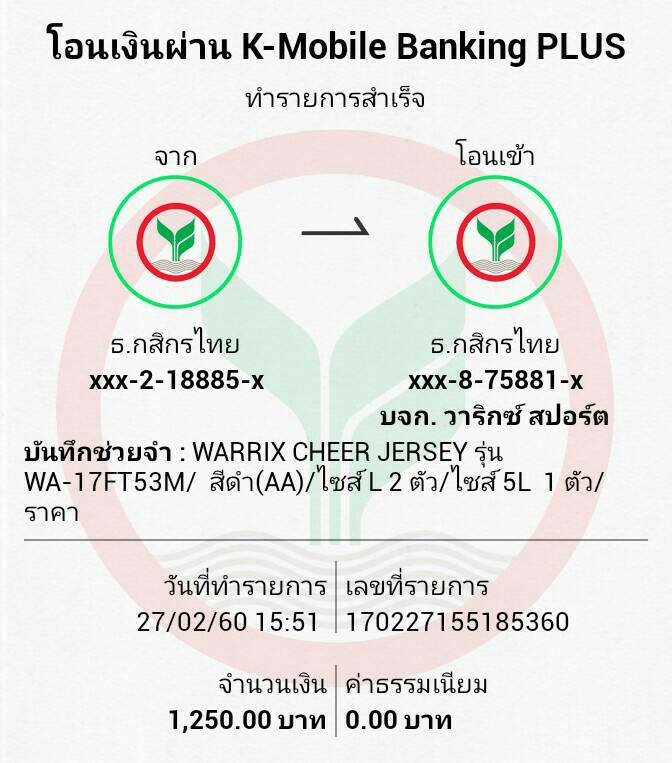 โอนเงินผ่าน K-Mobile Banking PLUS
ทำรายการสำเร็จ
จาก
โอนเข้า
ธ.กสิกรไทย
ธ.กสิกรไทย
xxx-2-18885-x
xxx-8-75881-x
บจก. วาริกซ์ สปอร์ต
บันทึกช่วยจำ : WARRIX CHEER JERSEY รุ่น
WA-17FT53M/ สีดำ(AA)/ไซส์ L 2 ตัว/ไซส์ 5L 1 ตัว/
ราคา
วันที่ทำรายการ
เลขที่รายการ
27/02/60 15:51
170227155185360
จำนวนเงิน
ค่าธรรมเนียม
1,250.00 บาท
0.00 บาท